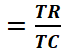 = TR/TC